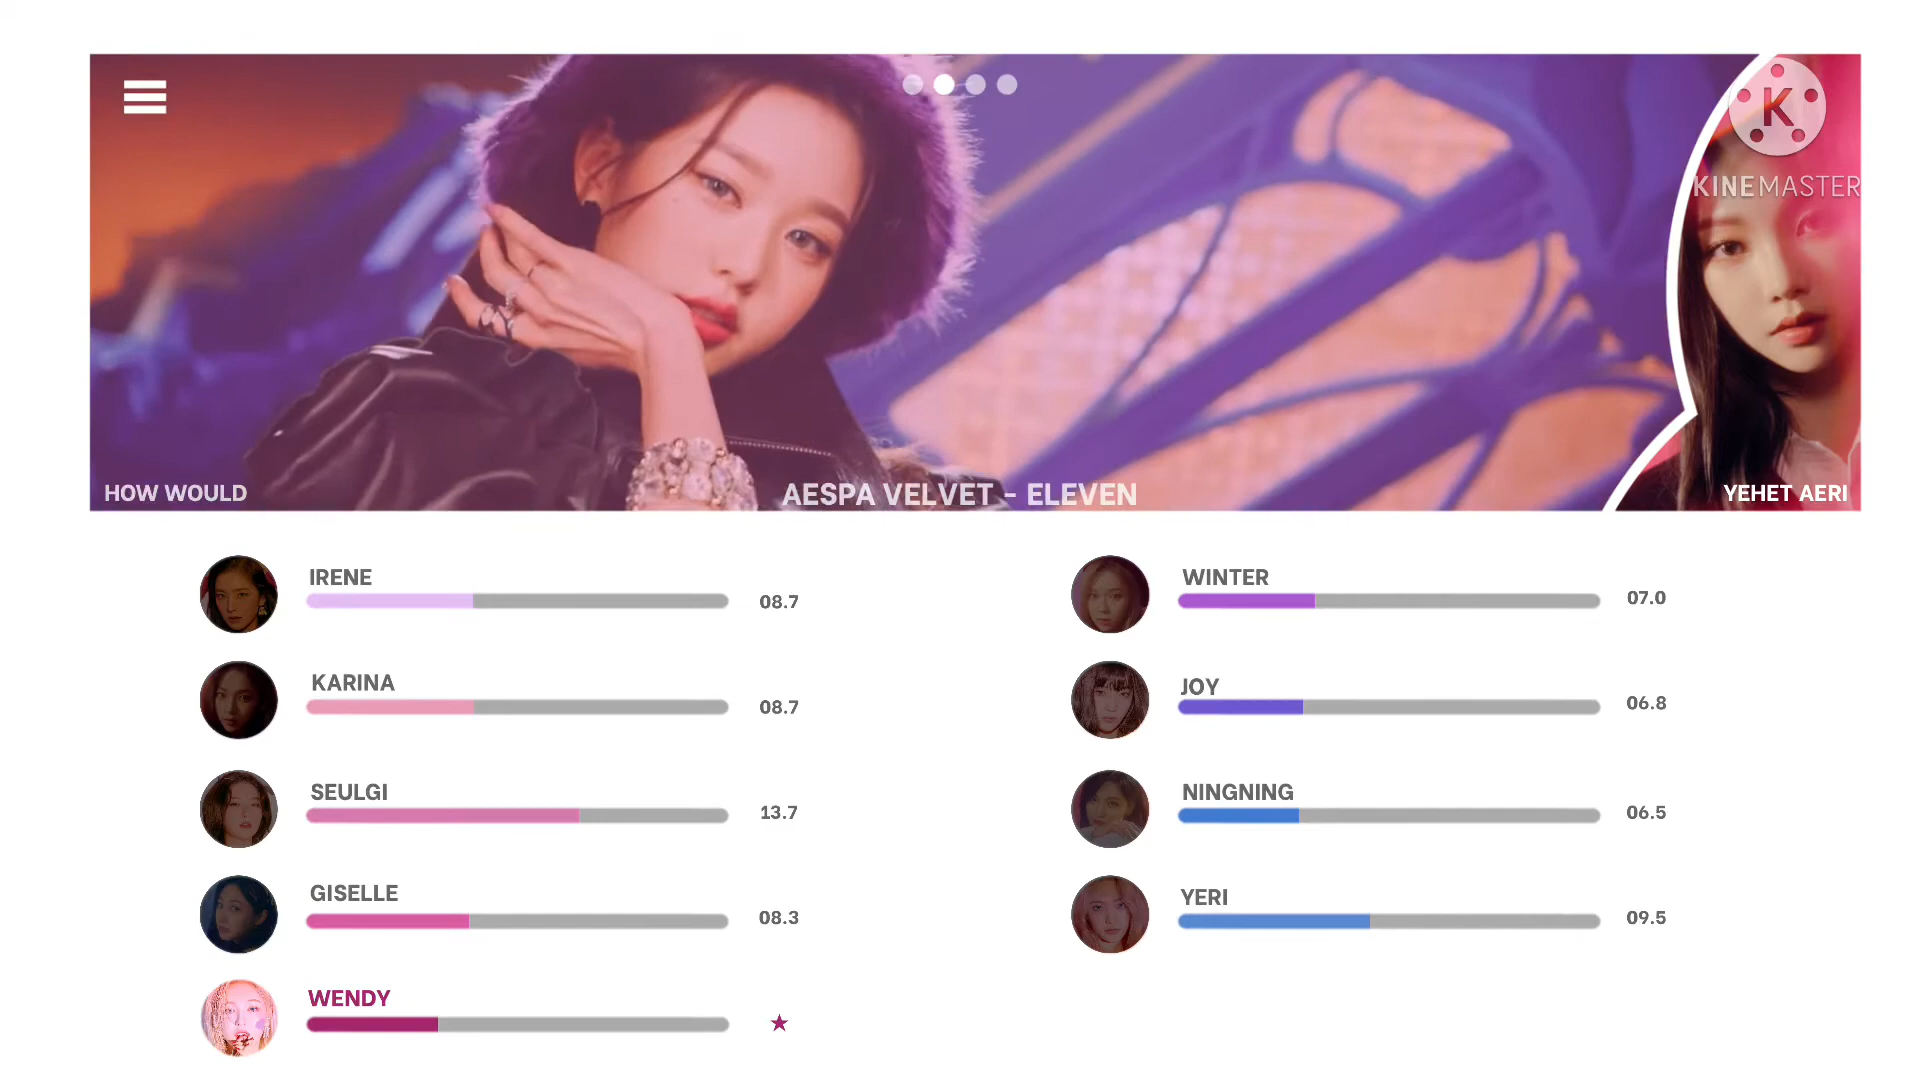 K
KINEMASTER
HOW WOULD
AESPA VELVET - ELEVEN
YEHET AERI
IRENE
08.7
KARINA
08.7
SEULGI
13.7
GISELLE
08.3
WENDY
★
WINTER
07.0
JOY
06.8
NINGNING
06.5
YERI
09.5